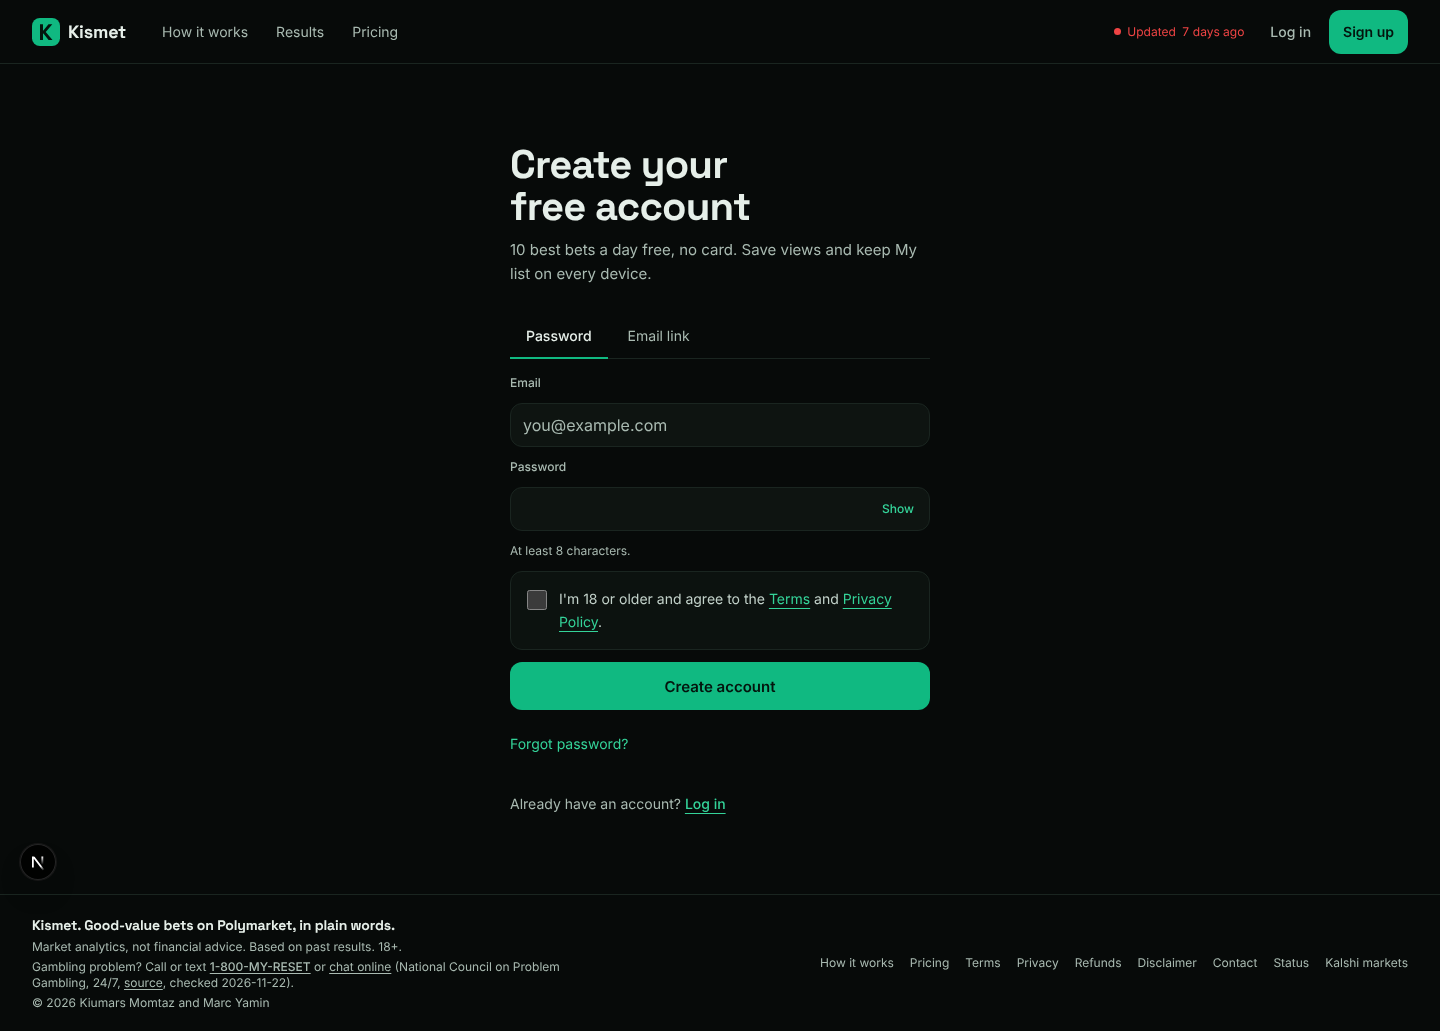 K Kismet
How it works
Results
Pricing
Updated 7 days ago
Log in
Sign up
Create your
free account
10 best bets a day free, no card. Save views and keep My
list on every device.
Password
Email link
Email
you@example.com
Password
Show
At least 8 characters.
I'm 18 or older and agree to the Terms and Privacy
Policy.
Create account
Forgot password?
Already have an account? Log in
N
Kismet. Good-value bets on Polymarket, in plain words.
Market analytics, not financial advice. Based on past results. 18+.
Gambling problem? Call or text 1-800-MY-RESET or chat online (National Council on Problem
Gambling, 24/7, source, checked 2026-11-22).
© 2026 Kiumars Momtaz and Marc Yamin
How it works
Pricing
Terms
Privacy
Refunds
Disclaimer
Contact
Status
Kalshi markets